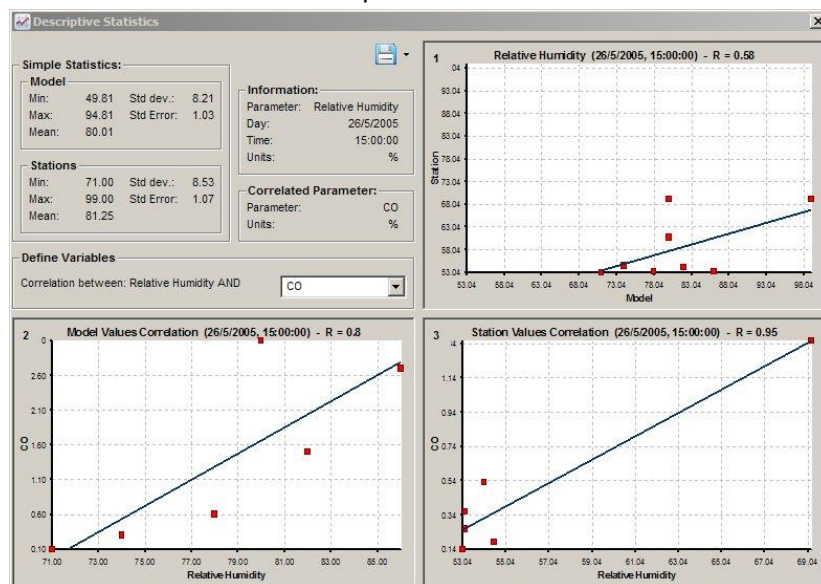 Descriptive Statistics
Simple Statistics:
Model
Min: 49.81 Std dev.: 8.21
Max: 94.81 Std Error: 1.03
Mean: 80.01
Stations
Min: 71.00 Std dev.: 8.53
Max: 99.00 Std Error: 1.07
Mean: 81.25
Information:
Parameter: Relative Humidity
Day: 26/5/2005
Time: 15:00:00
Units: %
Correlated Parameter:
Parameter: CO
Units: %
Define Variables
Correlation between: Relative Humidity AND CO
1 Relative Humidity (26/5/2005, 15:00:00) - R = 0.58
.04
93.04
88.04
83.04
78.04
73.04
68.04
63.04
58.04
53.04
Station
53.04 58.04 63.04 68.04 73.04 78.04 83.04 88.04 93.04 98.04
Model
2 Model Values Correlation (26/5/2005, 15:00:00) - R = 0.8
0
2.60
2.10
1.60
1.10
0.60
0.10
CO
71.00 73.00 75.00 77.00 79.00 81.00 83.00 85.00
Relative Humidity
3 Station Values Correlation (26/5/2005, 15:00:00) - R = 0.95
1.14
0.94
0.74
0.54
0.34
0.14
CO
53.04 55.04 57.04 59.04 61.04 63.04 65.04 67.04 69.04
Relative Humidity